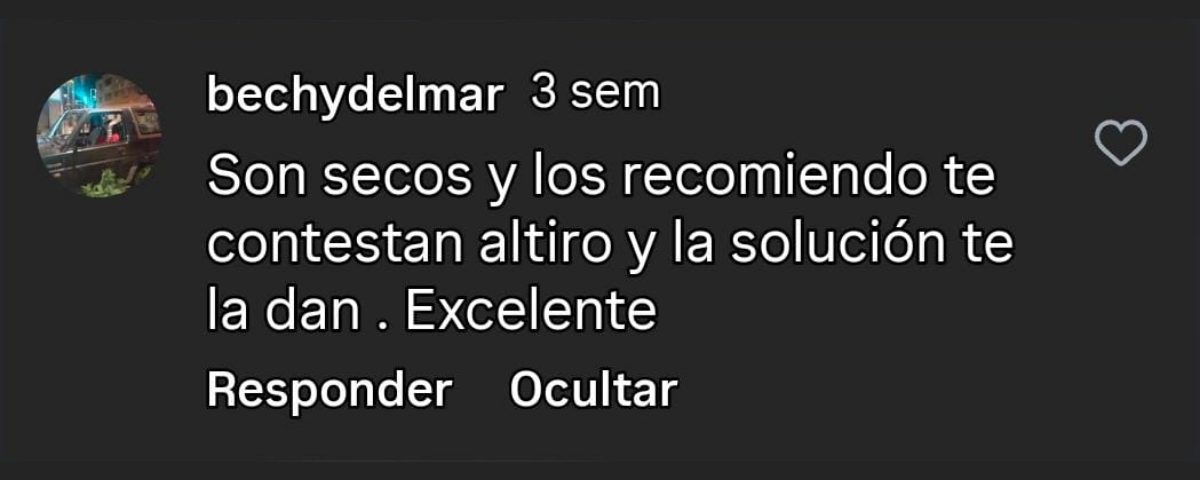 bechydelmar 3 sem
Son secos y los recomiendo te
contestan altiro y la solución te
la dan . Excelente
Responder Ocultar